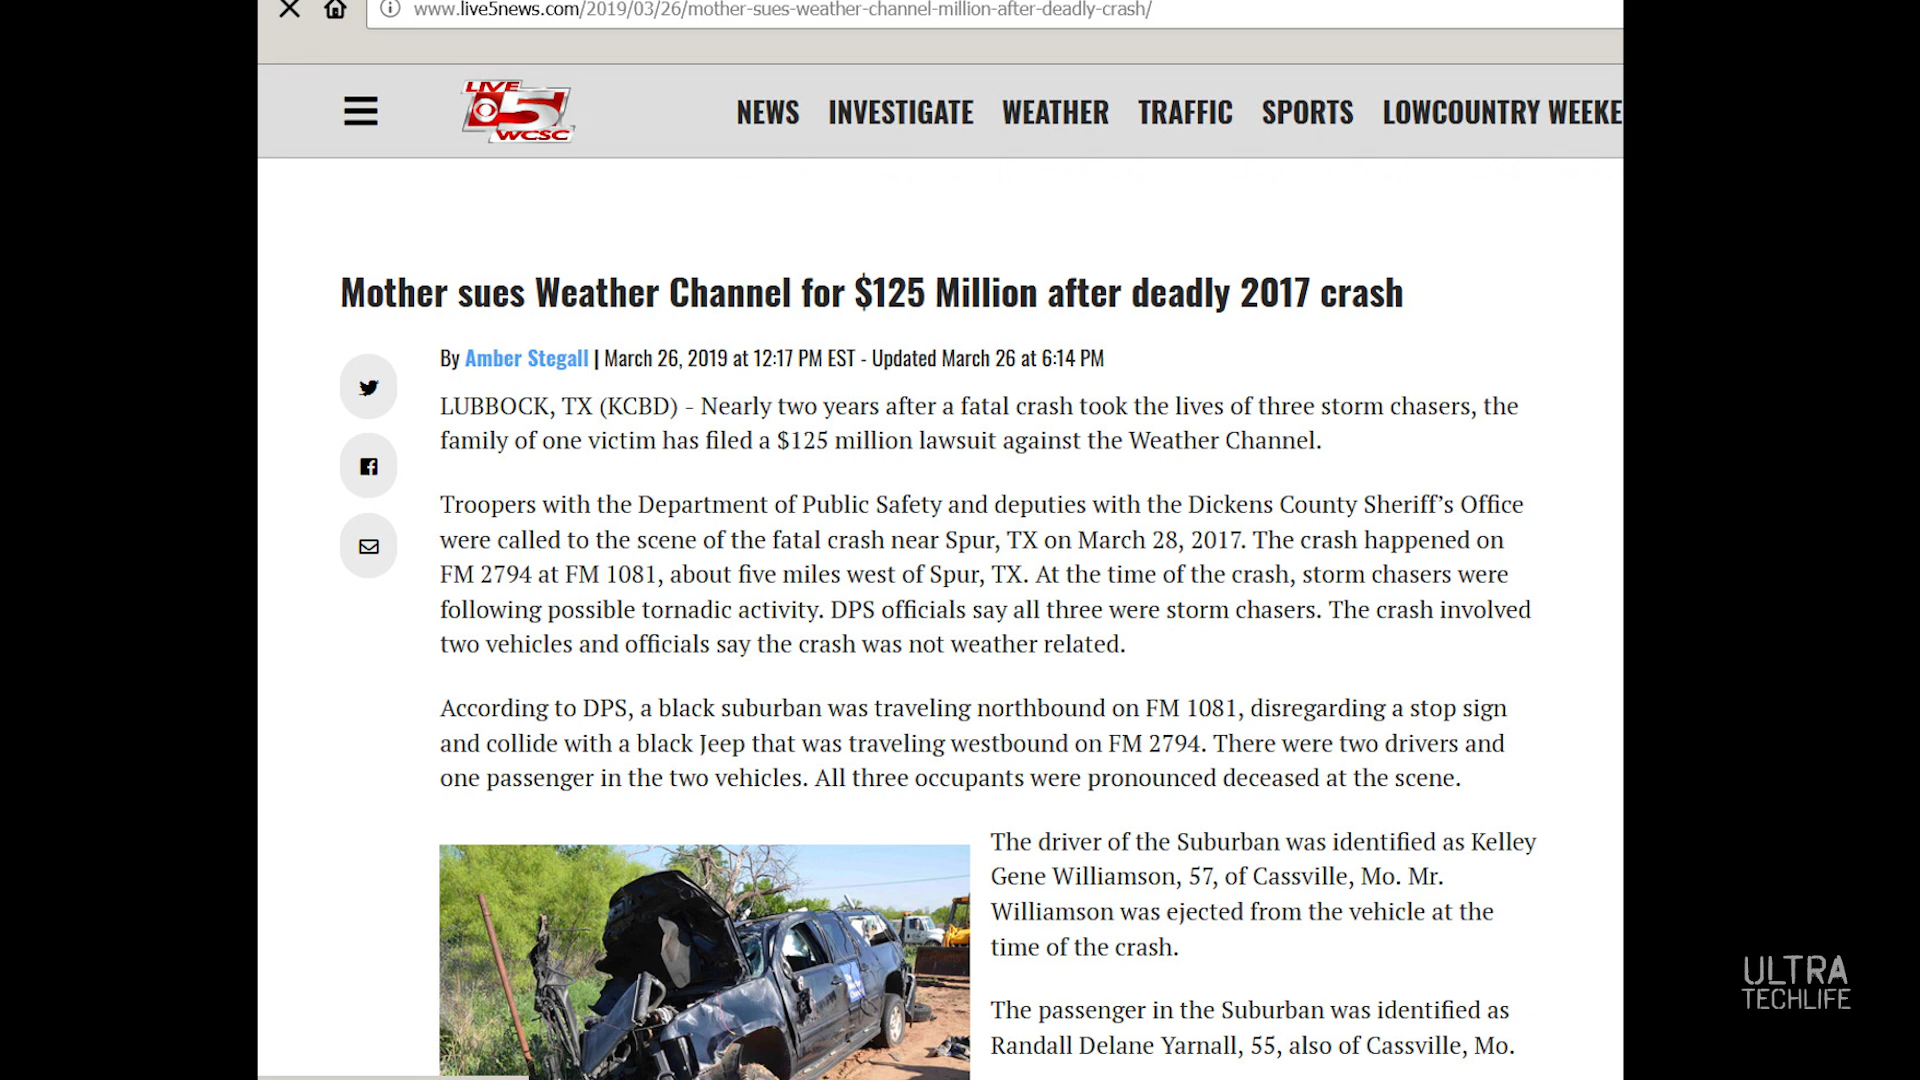 www.live5news.com/2019/03/26/mother-sues-weather-channel-million-after-deadly-crash/
LIVE
5
WCSC
NEWS INVESTIGATE WEATHER TRAFFIC SPORTS LOWCOUNTRY WEEKE
Mother sues Weather Channel for $125 Million after deadly 2017 crash
By Amber Stegall | March 26, 2019 at 12:17 PM EST - Updated March 26 at 6:14 PM
LUBBOCK, TX (KCBD) - Nearly two years after a fatal crash took the lives of three storm chasers, the
family of one victim has filed a $125 million lawsuit against the Weather Channel.
Troopers with the Department of Public Safety and deputies with the Dickens County Sheriff’s Office
were called to the scene of the fatal crash near Spur, TX on March 28, 2017. The crash happened on
FM 2794 at FM 1081, about five miles west of Spur, TX. At the time of the crash, storm chasers were
following possible tornadic activity. DPS officials say all three were storm chasers. The crash involved
two vehicles and officials say the crash was not weather related.
According to DPS, a black suburban was traveling northbound on FM 1081, disregarding a stop sign
and collide with a black Jeep that was traveling westbound on FM 2794. There were two drivers and
one passenger in the two vehicles. All three occupants were pronounced deceased at the scene.
The driver of the Suburban was identified as Kelley
Gene Williamson, 57, of Cassville, Mo. Mr.
Williamson was ejected from the vehicle at the
time of the crash.
The passenger in the Suburban was identified as
Randall Delane Yarnall, 55, also of Cassville, Mo.
ULTRA
TECHLIFE